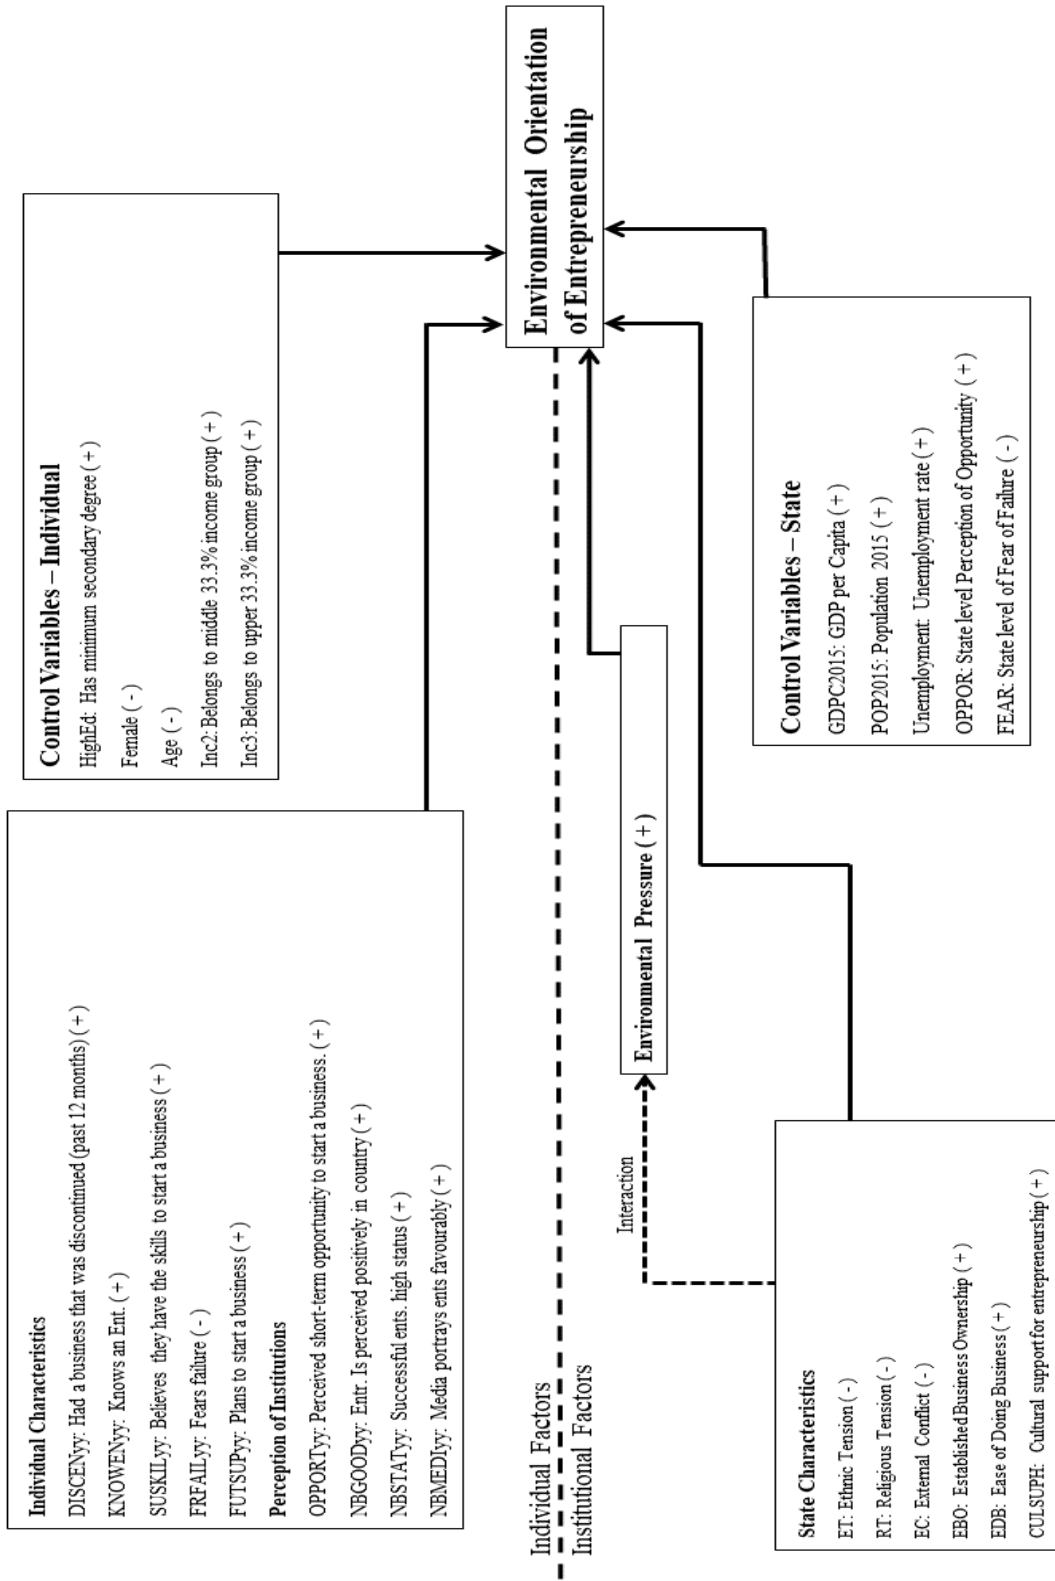 Individual Characteristics
DISCENyy: Had a business that was discontinued (past 12 months) (+)
KNOWENyy: Knows an Ent. (+)
SUSKILyy: Believes they have the skills to start a business (+)
FRFAILyy: Fears failure (-)
FUTSUPyy: Plans to start a business (+)
Perception of Institutions
OPPORTyy: Perceived short-term opportunity to start a business. (+)
NBGOODyy: Entr. Is perceived positively in country (+)
NBSTATyy: Successful ents. high status (+)
NBMEDIyy: Media portrays ents favourably (+)
Control Variables – Individual
HighEd: Has minimum secondary degree (+)
Female (-)
Age (-)
Inc2: Belongs to middle 33.3% income group (+)
Inc3: Belongs to upper 33.3% income group (+)
Environmental Orientation
of Entrepreneurship
Individual Factors
Institutional Factors
Interaction
Environmental Pressure (+)
State Characteristics
ET: Ethnic Tension (-)
RT: Religious Tension (-)
EC: External Conflict (-)
EBO: Established Business Ownership (+)
EDB: Ease of Doing Business (+)
CULSUPH: Cultural support for entrepreneurship (+)
Control Variables – State
GDPC2015: GDP per Capita (+)
POP2015: Population 2015 (+)
Unemployment: Unemployment rate (+)
OPPOR: State level Perception of Opportunity (+)
FEAR: State level of Fear of Failure (-)